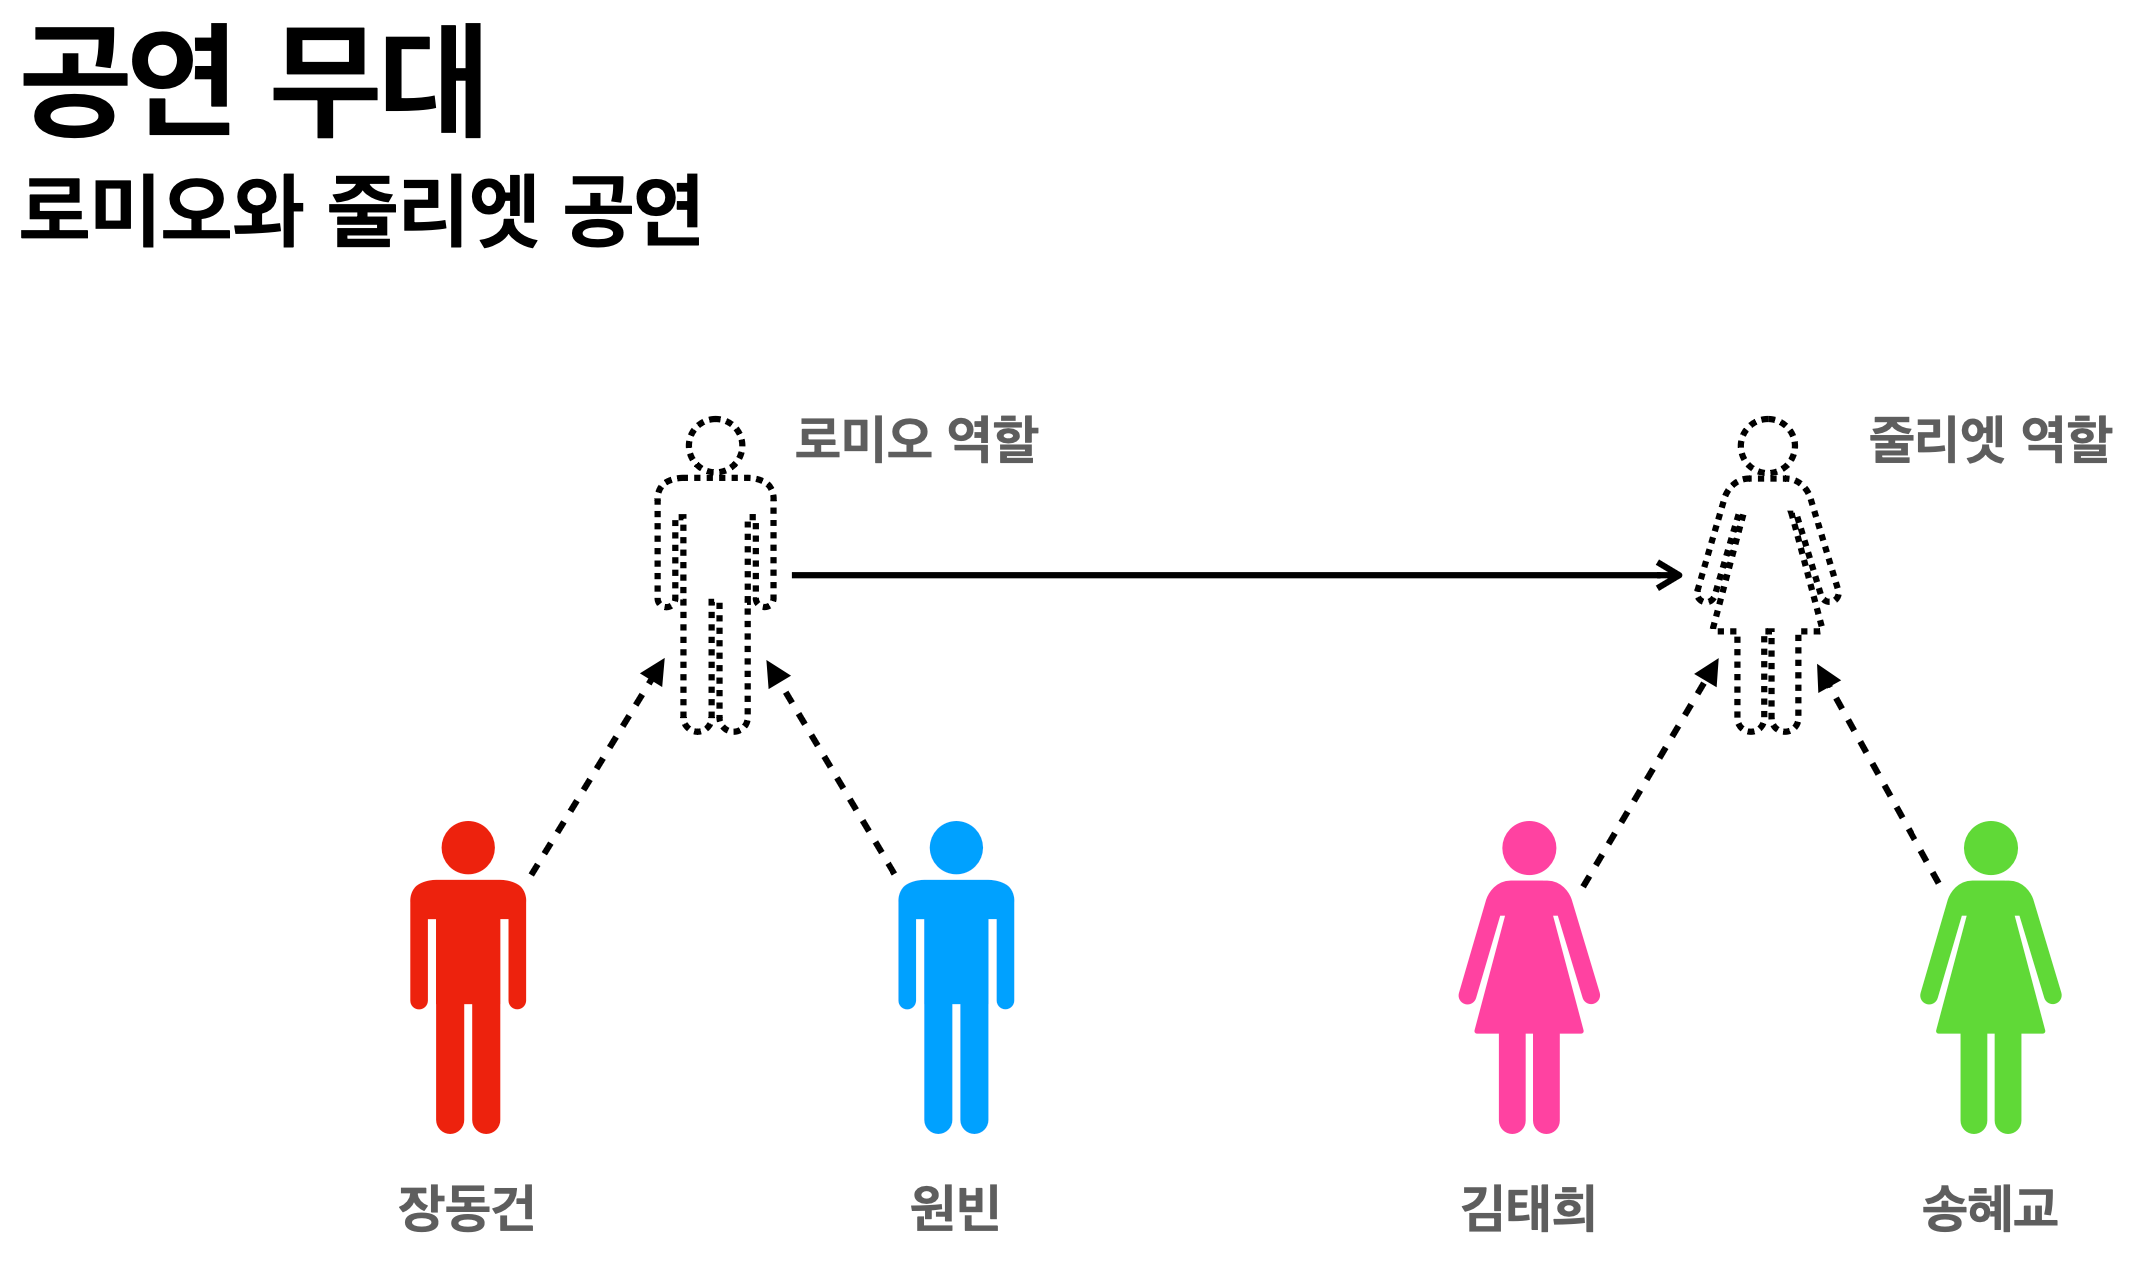 공연 무대
로미오와 줄리엣 공연
로미오 역할
줄리엣 역할
장동건
원빈
김태희
송혜교